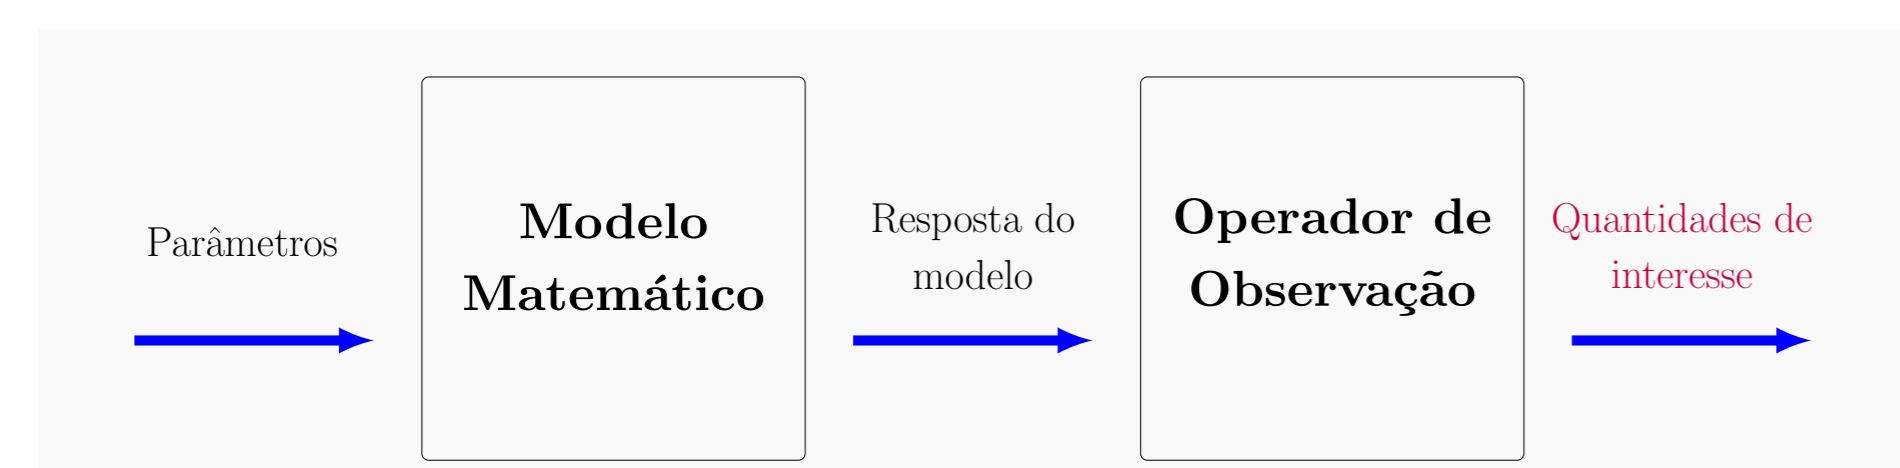 Parâmetros
Modelo
Matemático
Resposta do
modelo
Operador de
Observação
Quantidades de
interesse